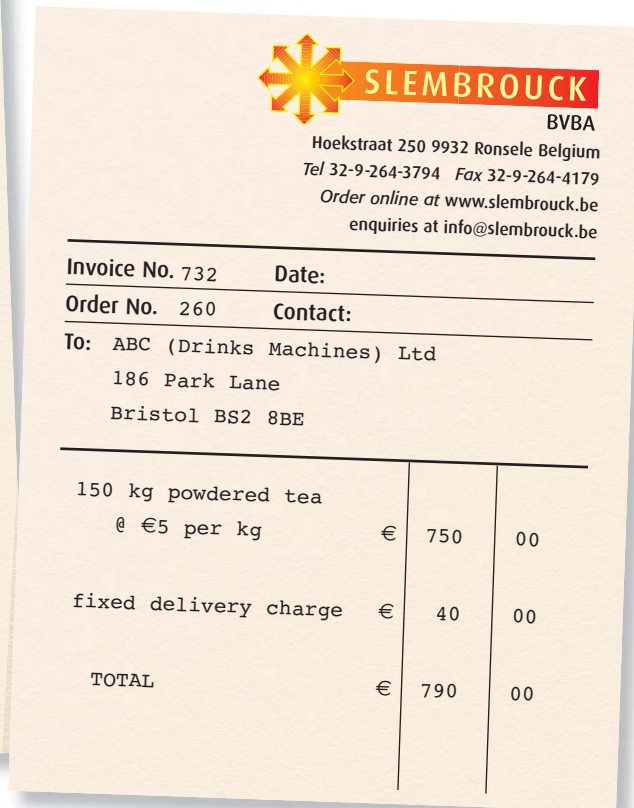 SLEMBROUCK
BVBA
Hoekstraat 250 9932 Ronsele Belgium
Tel 32-9-264-3794 Fax 32-9-264-4179
Order online at www.slembrouck.be
enquiries at info@slembrouck.be
Invoice No. 732 Date:
Order No. 260 Contact:
To: ABC (Drinks Machines) Ltd
186 Park Lane
Bristol BS2 8BE
150 kg powdered tea
@ €5 per kg € 750 00
fixed delivery charge € 40 00
TOTAL € 790 00